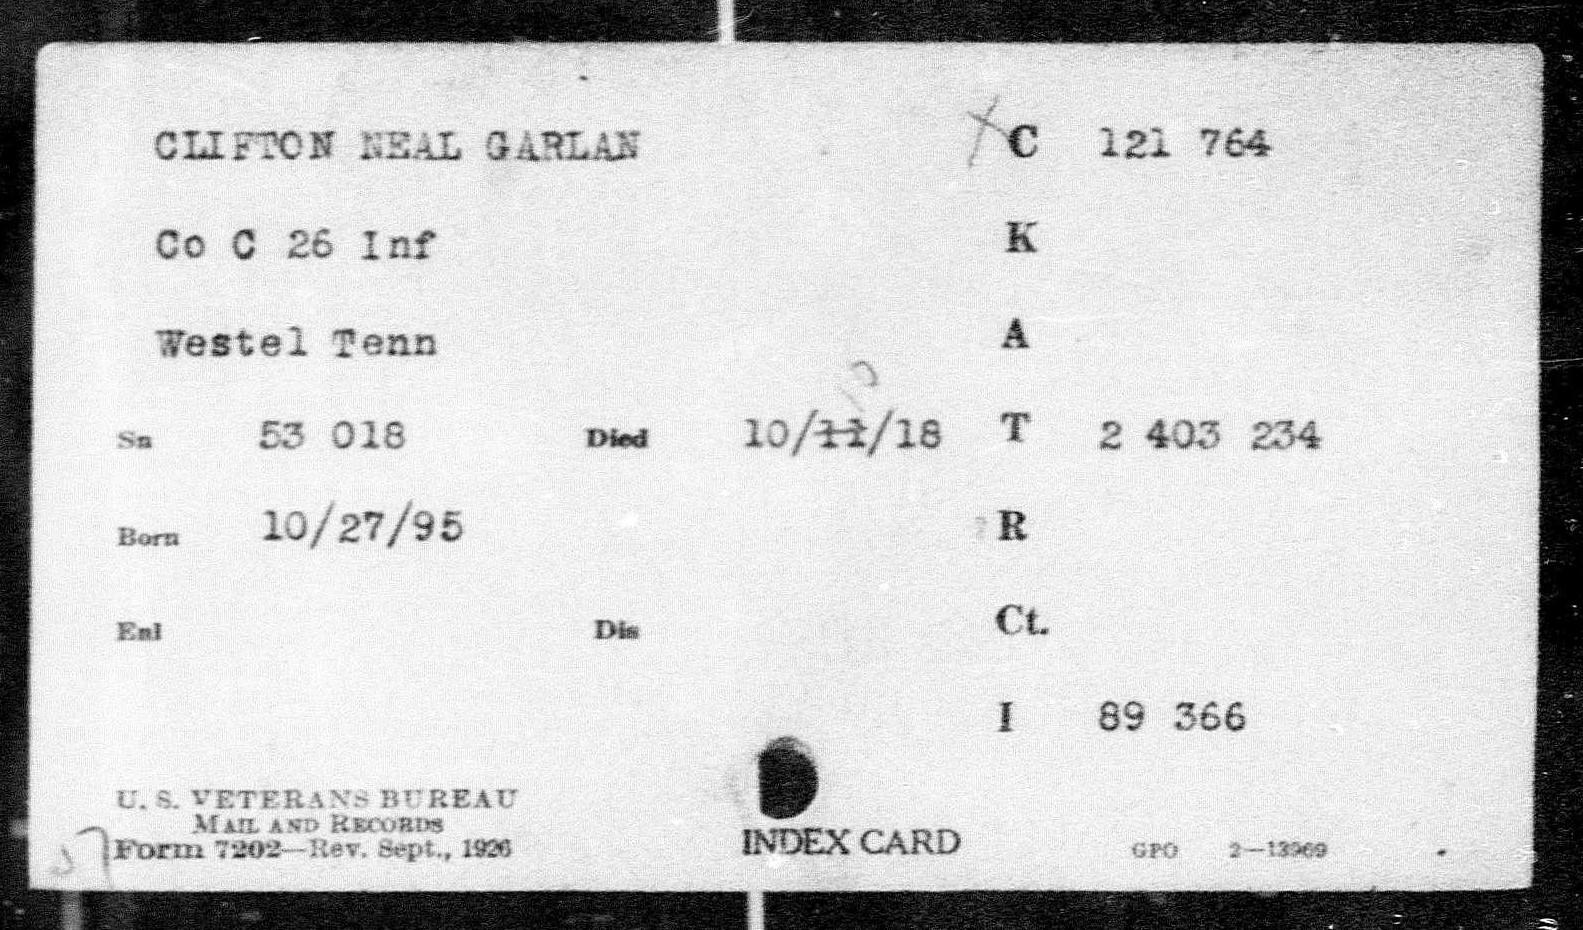 CLIFTON NEAL GARLAN XC 121 764
Co C 26 Inf K
Westel Tenn A
Sn 53 018 Died 10/11/18 T 2 403 234
Born 10/27/95 R
Enl Dis Ct.
I 89 366
U. S. VETERANS BUREAU
MAIL AND RECORDS
Form 7202—Rev. Sept., 1926 INDEX CARD GPO 2—13969